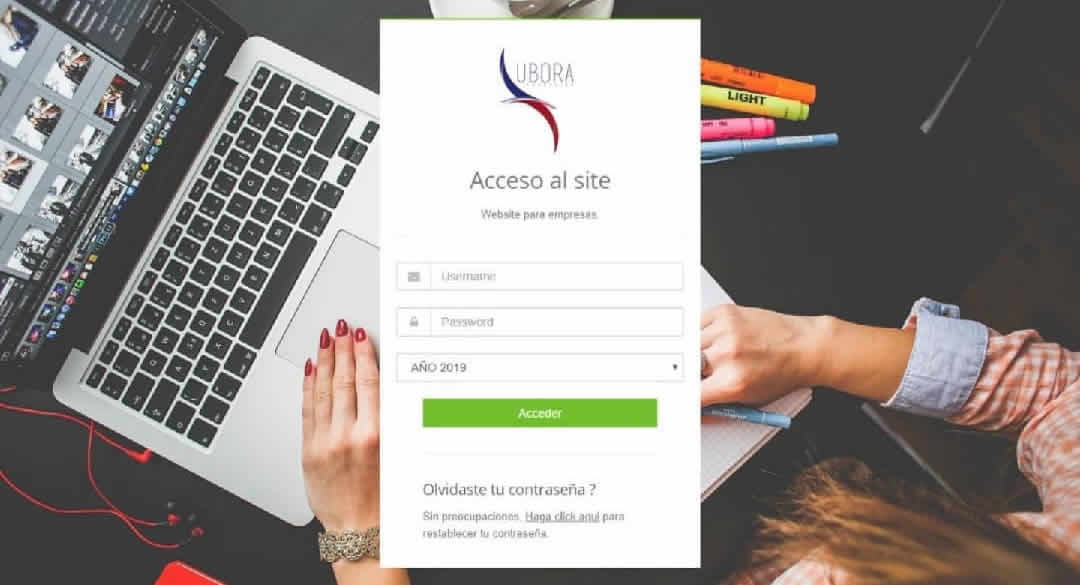 UBORA
Acceso al site
Website para empresas.
Username
Password
AÑO 2019
Acceder
Olvidaste tu contraseña ?
Sin preocupaciones, Haga click aquí para
restablecer tu contraseña.
LIGHT